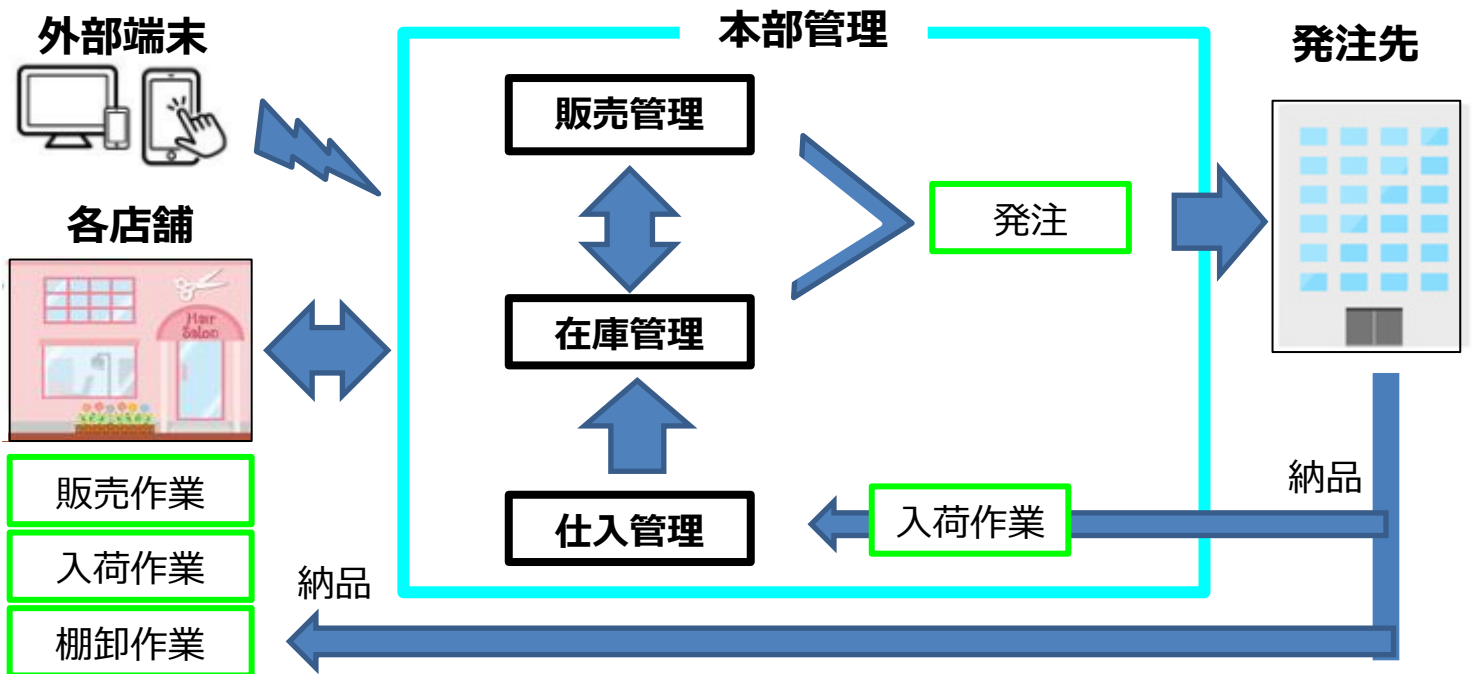 外部端末
本部管理
発注先
販売管理
発注
各店舗
Hair
Salon
在庫管理
仕入管理
入荷作業
納品
販売作業
入荷作業
棚卸作業
納品